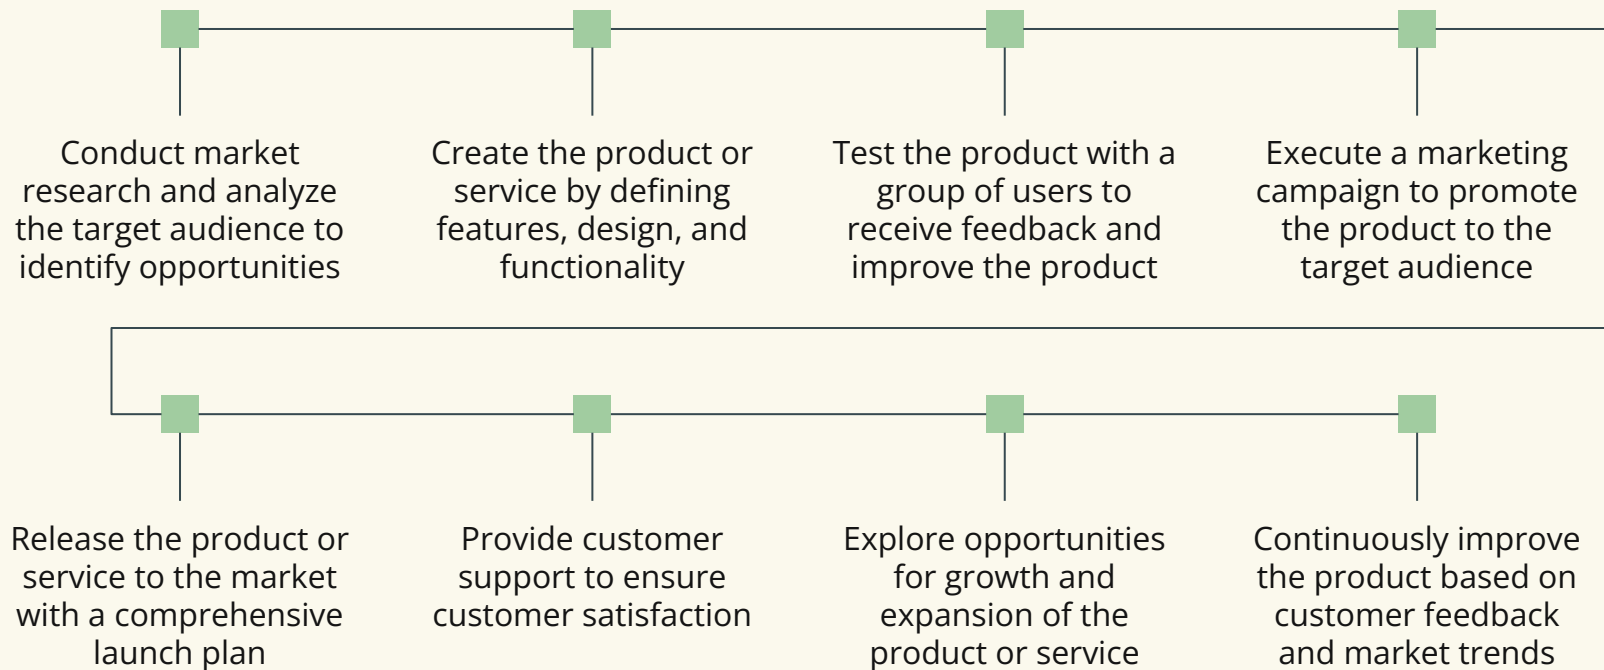 Conduct market
research and analyze
the target audience to
identify opportunities
Create the product or
service by defining
features, design, and
functionality
Test the product with a
group of users to
receive feedback and
improve the product
Execute a marketing
campaign to promote
the product to the
target audience
Release the product or
service to the market
with a comprehensive
launch plan
Provide customer
support to ensure
customer satisfaction
Explore opportunities
for growth and
expansion of the
product or service
Continuously improve
the product based on
customer feedback
and market trends